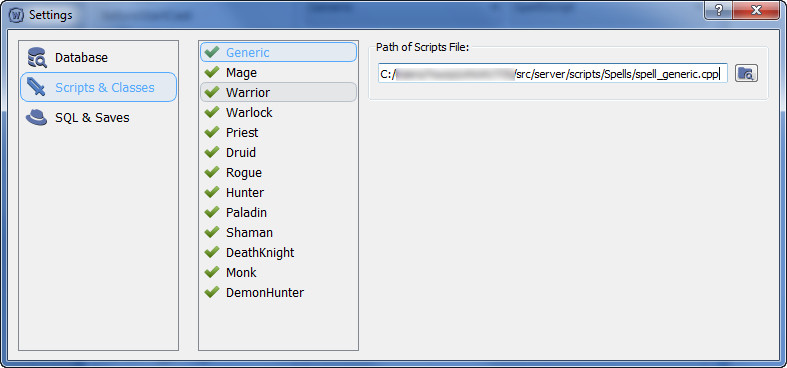 Settings
Database
Scripts & Classes
SQL & Saves
Generic
Mage
Warrior
Warlock
Priest
Druid
Rogue
Hunter
Paladin
Shaman
DeathKnight
Monk
DemonHunter
Path of Scripts File:
C:/ /src/server/scripts/Spells/spell_generic.cpp